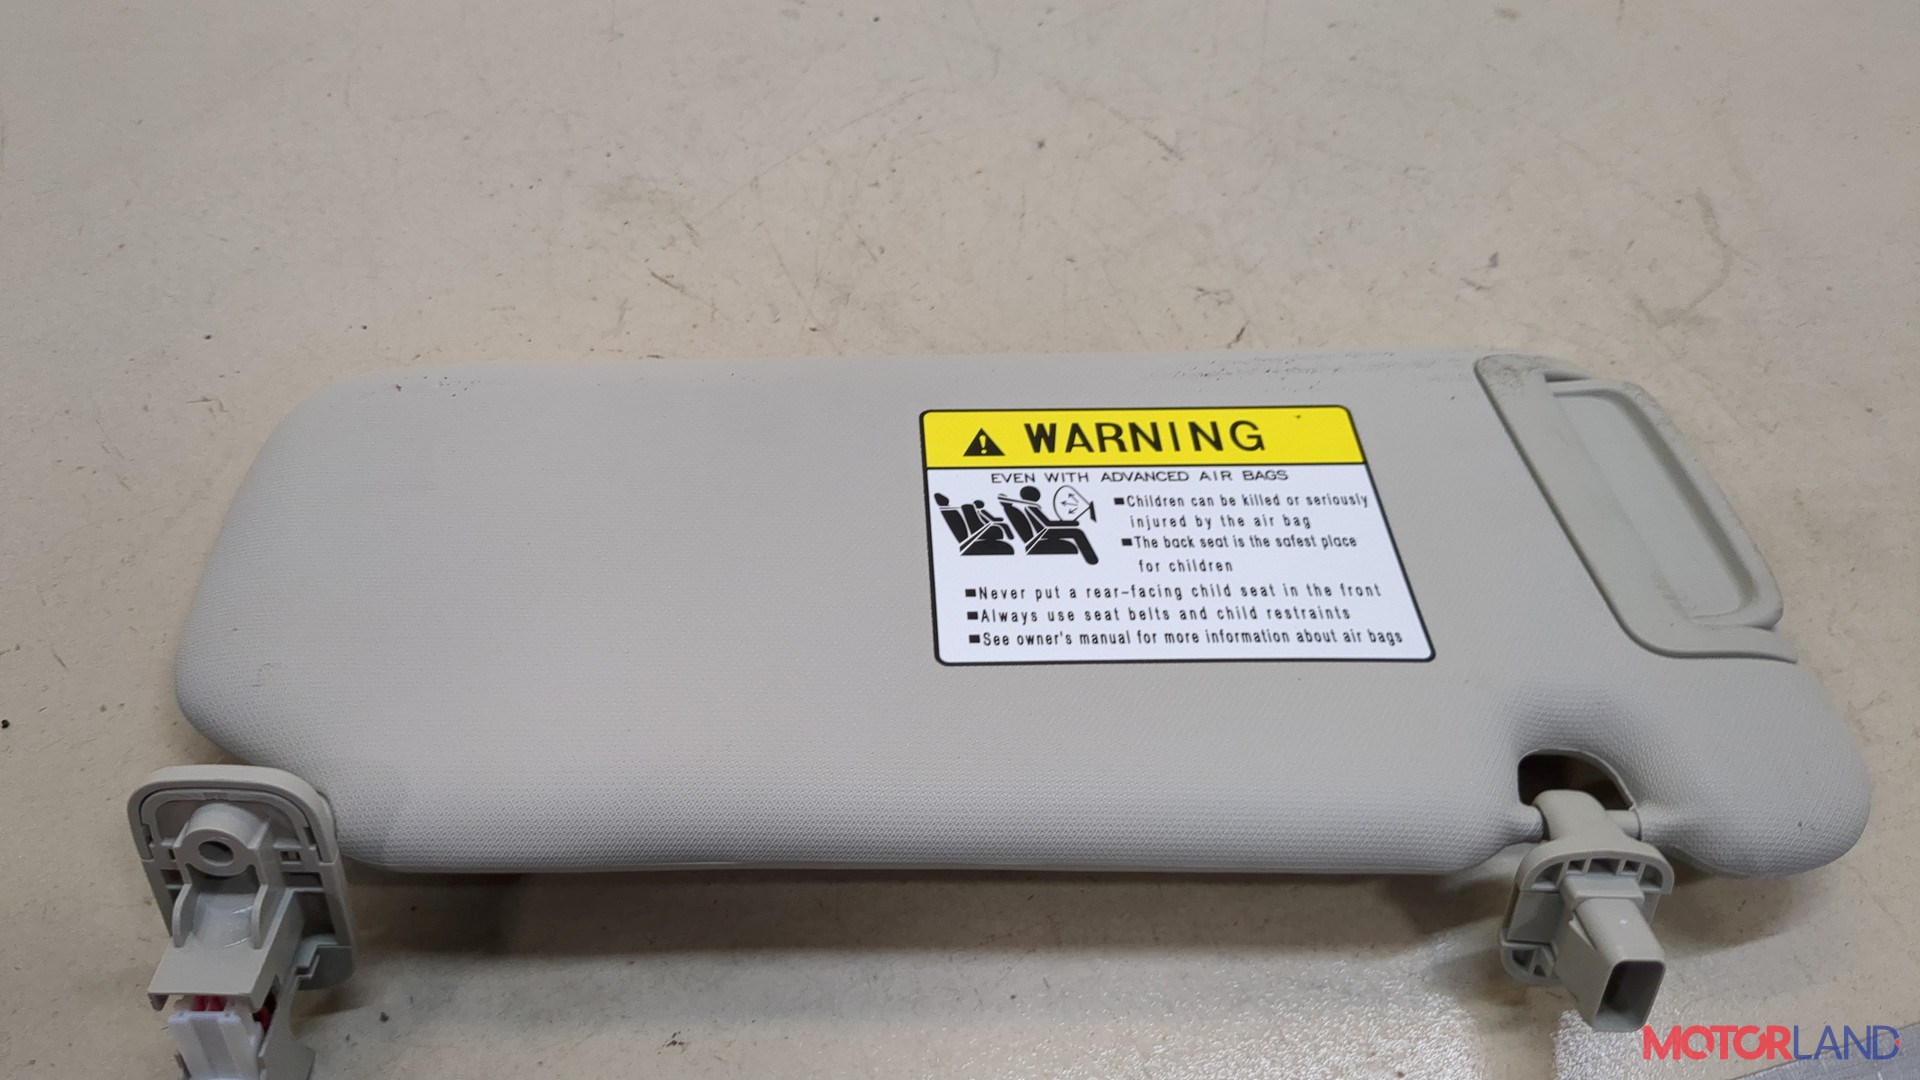 WARNING
EVEN WITH ADVANCED AIR BAGS
■Children can be killed or seriously
injured by the air bag
■The back seat is the safest place
for children
■Never put a rear-facing child seat in the front
■Always use seat belts and child restraints
■See owner's manual for more information about air bags
MOTORLAND